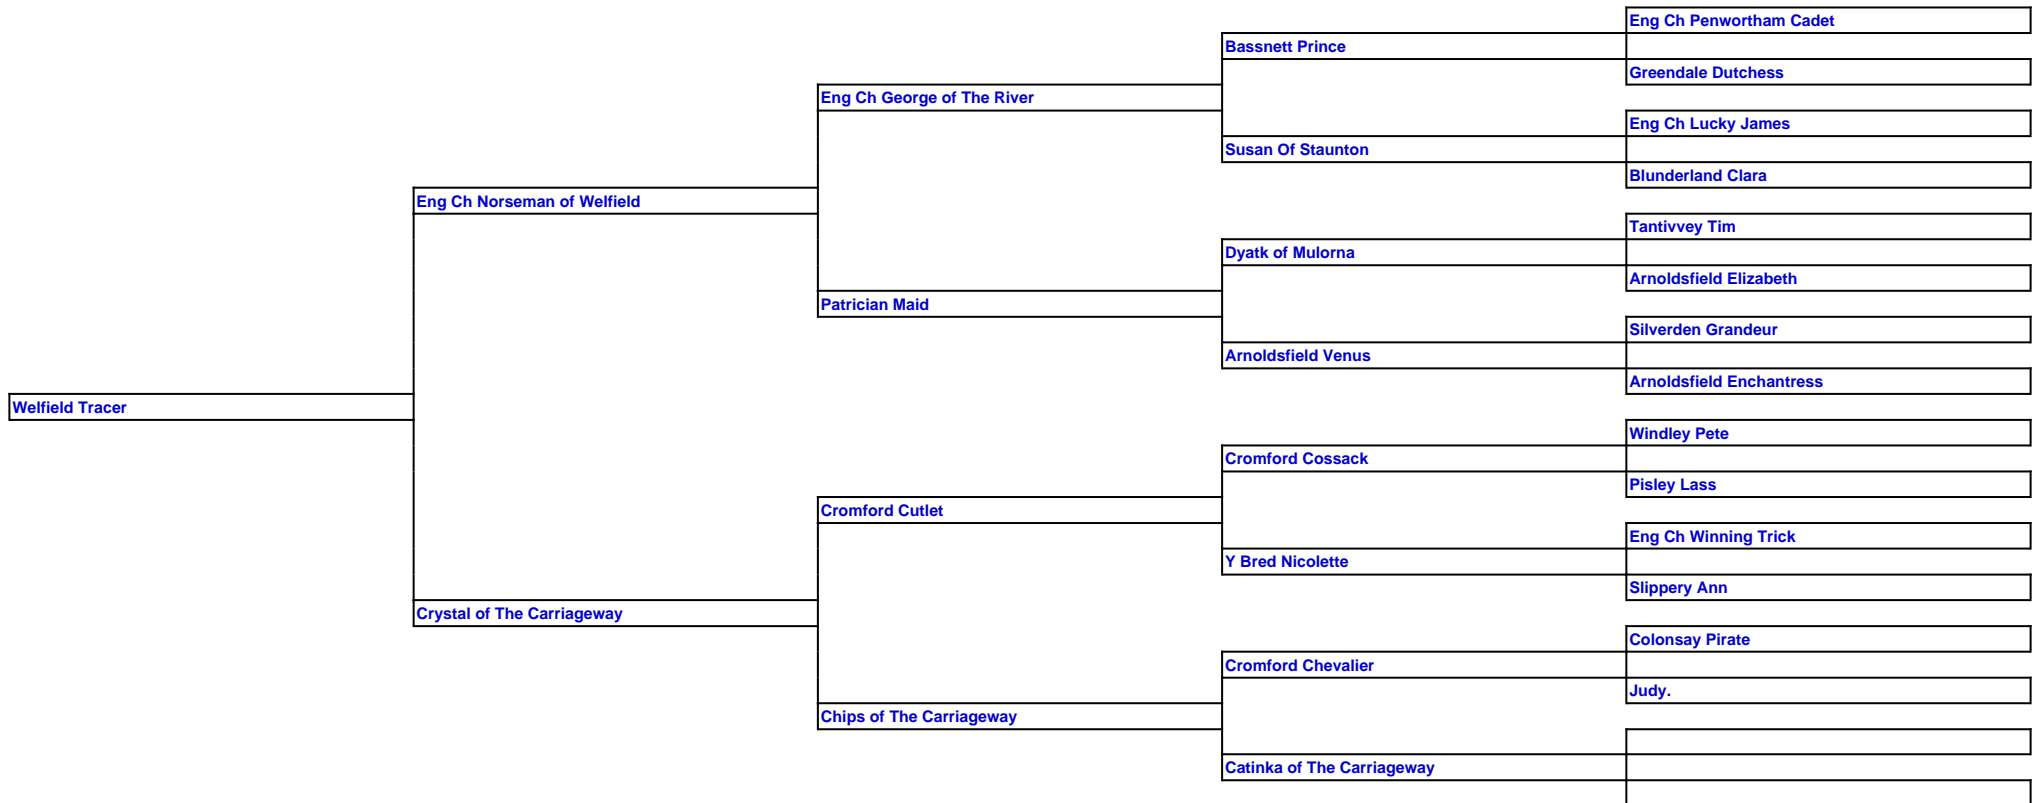 Eng Ch Penwortham Cadet
Bassnett Prince
Greendale Dutchess
Eng Ch George of The River
Eng Ch Lucky James
Susan Of Staunton
Blunderland Clara
Eng Ch Norseman of Welfield
Tantivvey Tim
Dyatk of Mulorna
Arnoldsfield Elizabeth
Patrician Maid
Silverden Grandeur
Arnoldsfield Venus
Arnoldsfield Enchantress
Welfield Tracer
Windley Pete
Cromford Cossack
Pisley Lass
Cromford Cutlet
Eng Ch Winning Trick
Y Bred Nicolette
Slippery Ann
Crystal of The Carriageway
Colonsay Pirate
Cromford Chevalier
Judy.
Chips of The Carriageway
Catinka of The Carriageway